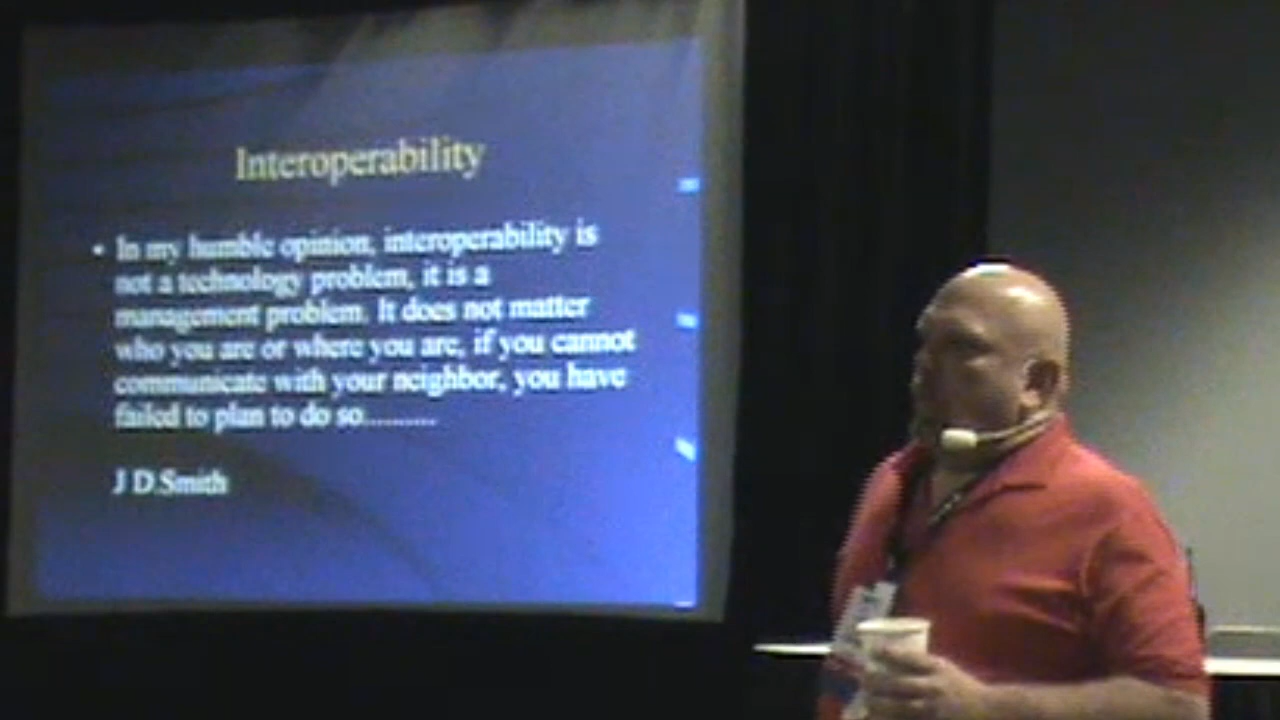 Interoperability
• In my humble opinion, interoperability is
not a technology problem, it is a
management problem. It does not matter
who you are or where you are, if you cannot
communicate with your neighbor, you have
failed to plan to do so..........
J D.Smith